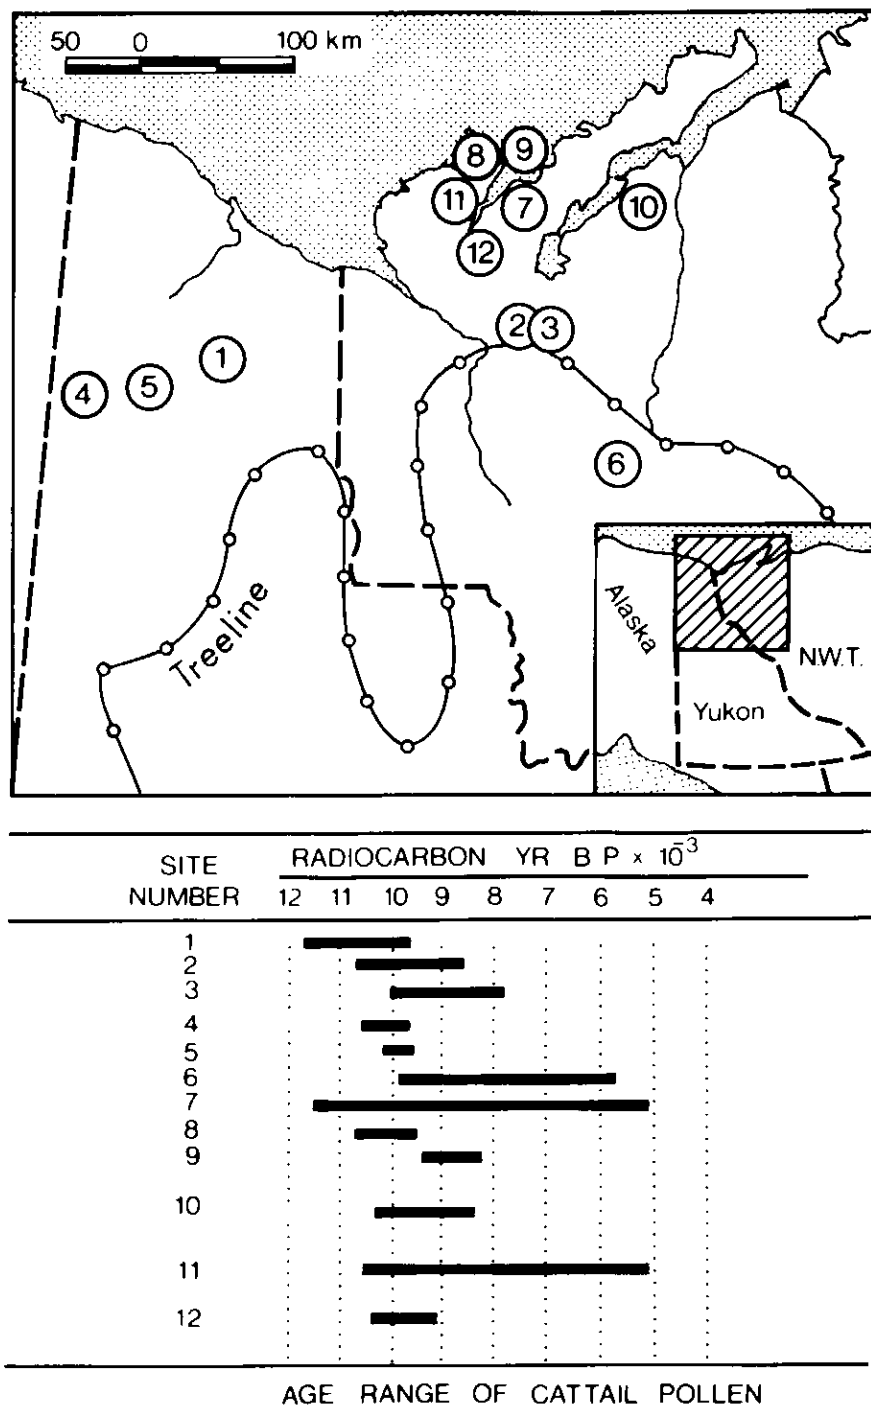 50 0 100 km
8 9
11 7 10
12
2 3
1
4 5
6
Treeline
Alaska
N.W.T.
Yukon
SITE NUMBER
RADIOCARBON YR B P × 10⁻³
12 11 10 9 8 7 6 5 4
1
2
3
4
5
6
7
8
9
10
11
12
AGE RANGE OF CATTAIL POLLEN